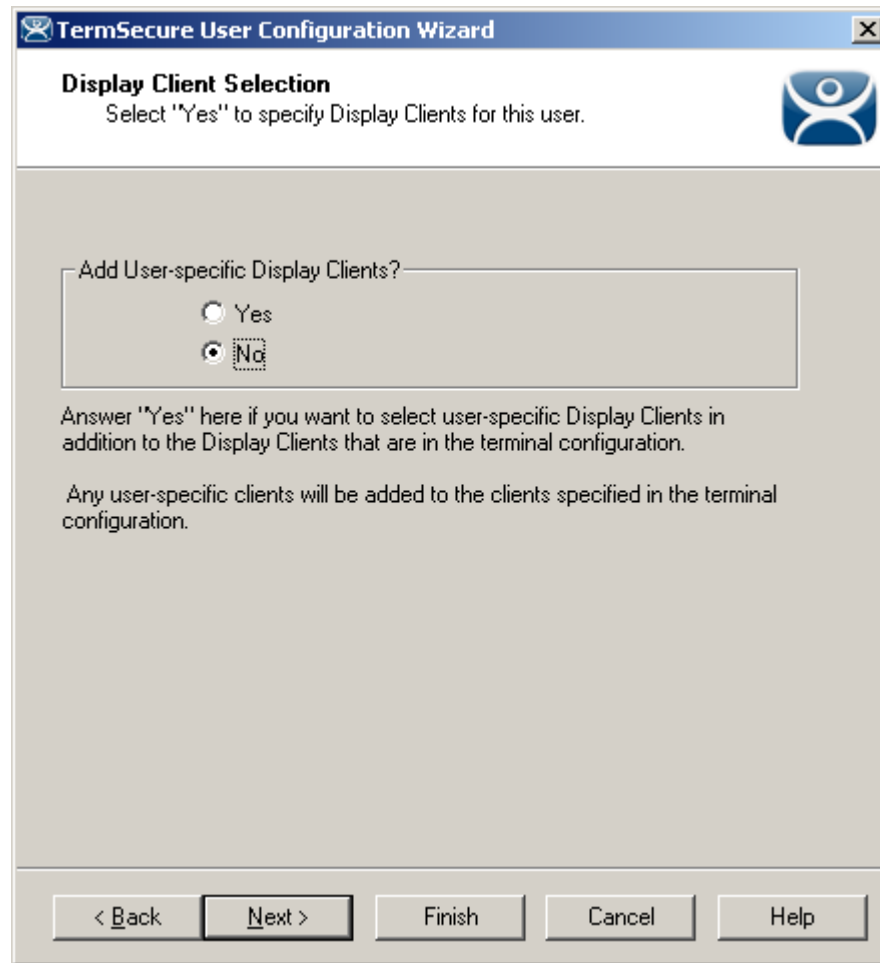 TermSecure User Configuration Wizard
Display Client Selection
Select "Yes" to specify Display Clients for this user.
Add User-specific Display Clients?
Yes
No
Answer "Yes" here if you want to select user-specific Display Clients in
addition to the Display Clients that are in the terminal configuration.
Any user-specific clients will be added to the clients specified in the terminal
configuration.
< Back Next > Finish Cancel Help